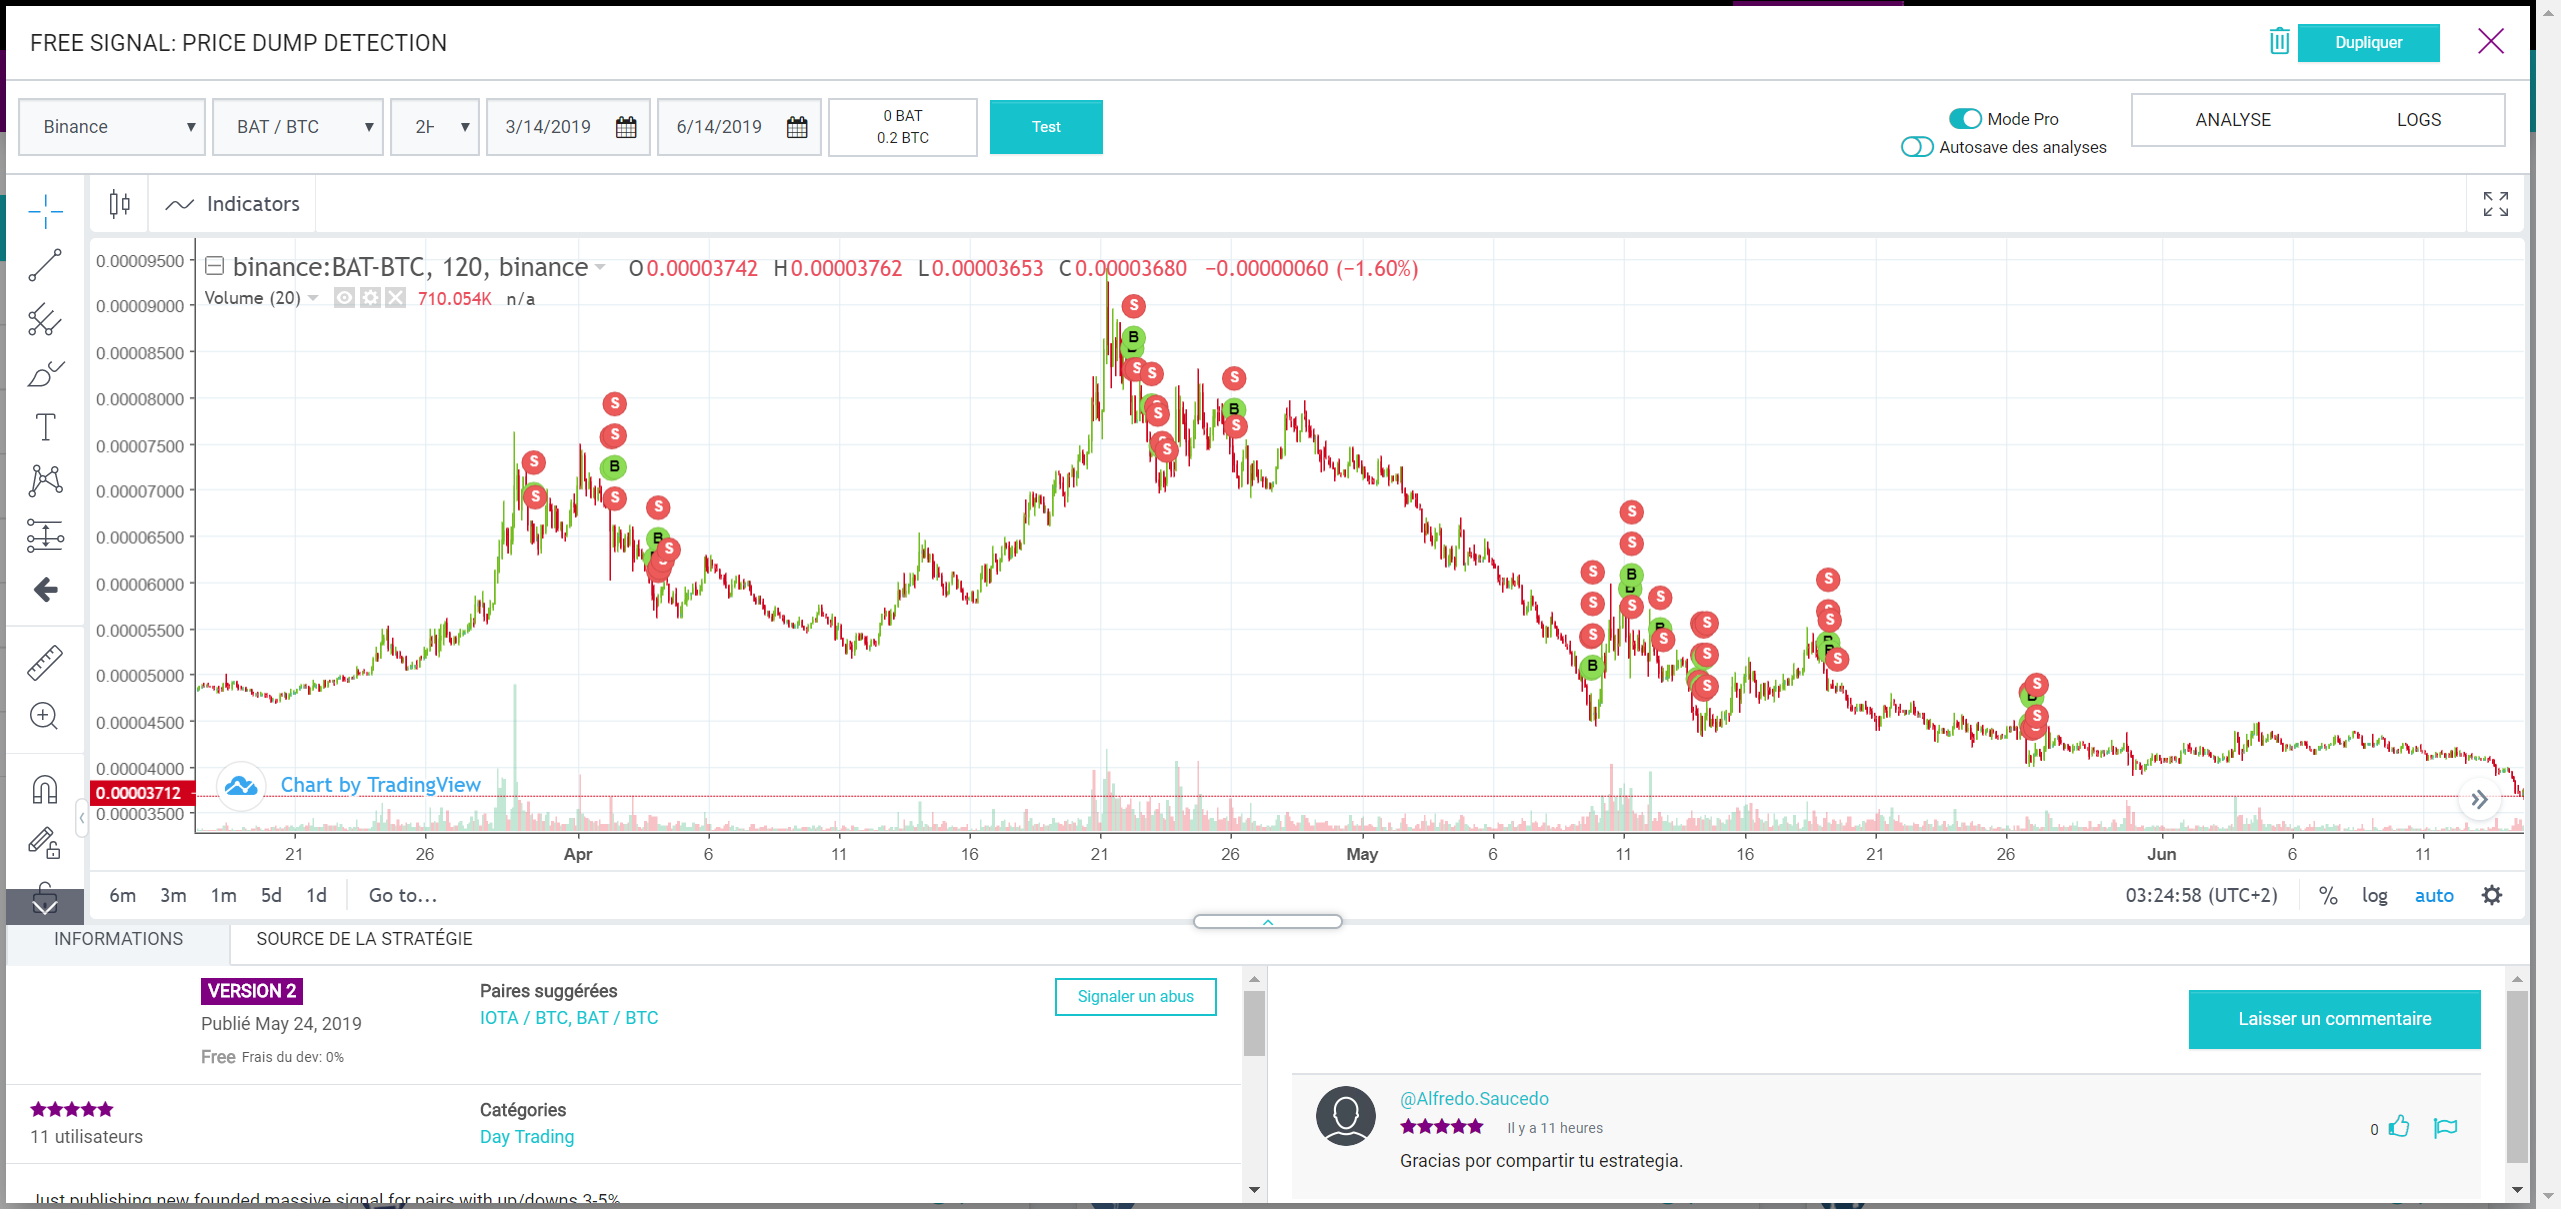 FREE SIGNAL: PRICE DUMP DETECTION
Dupliquer
Binance
BAT / BTC
2H
3/14/2019
6/14/2019
0 BAT
0.2 BTC
Test
Mode Pro
Autosave des analyses
ANALYSE
LOGS
Indicators
binance:BAT-BTC, 120, binance
O0.00003742 H0.00003762 L0.00003653 C0.00003680 −0.00000060 (−1.60%)
Volume (20) 710.054K n/a
0.00009500
0.00009000
0.00008500
0.00008000
0.00007500
0.00007000
0.00006500
0.00006000
0.00005500
0.00005000
0.00004500
0.00004000
0.00003712
0.00003500
Chart by TradingView
21 26 Apr 6 11 16 21 26 May 6 11 16 21 26 Jun 6 11
6m 3m 1m 5d 1d Go to...
03:24:58 (UTC+2) % log auto
INFORMATIONS
SOURCE DE LA STRATÉGIE
VERSION 2
Publié May 24, 2019
Free Frais du dev: 0%
Paires suggérées
IOTA / BTC, BAT / BTC
Signaler un abus
11 utilisateurs
Catégories
Day Trading
Just publishing new founded massive signal for pairs with up/downs 3-5%
Laisser un commentaire
@Alfredo.Saucedo
Il y a 11 heures
0
Gracias por compartir tu estrategia.